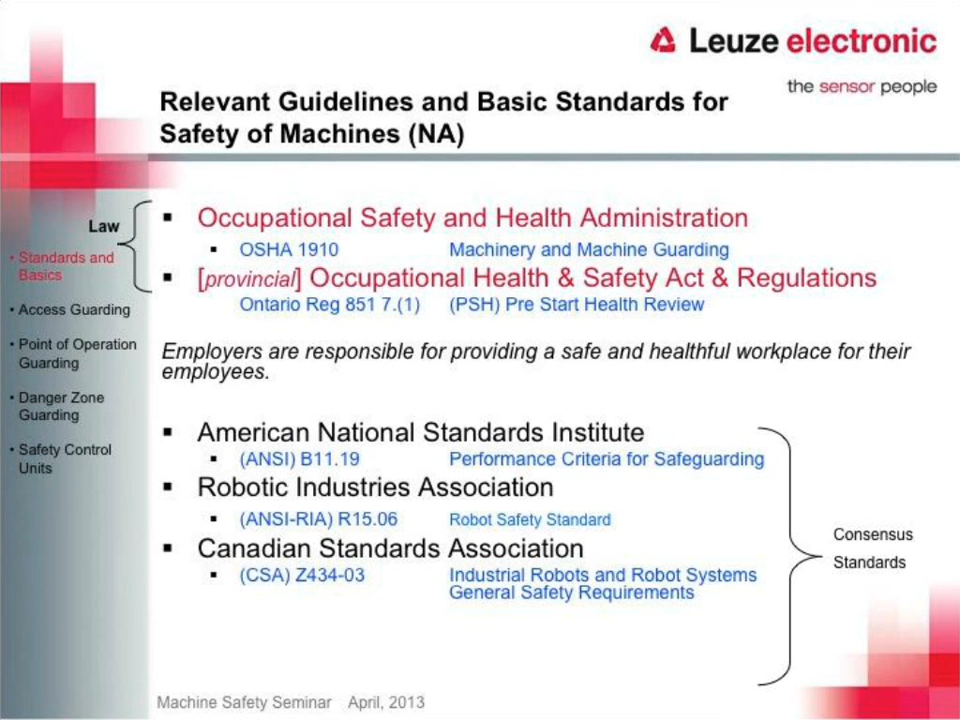 Leuze electronic
the sensor people
Relevant Guidelines and Basic Standards for
Safety of Machines (NA)
Law
• Standards and
Basics
• Access Guarding
• Point of Operation
Guarding
• Danger Zone
Guarding
• Safety Control
Units
▪ Occupational Safety and Health Administration
▪ OSHA 1910 Machinery and Machine Guarding
▪ [provincial] Occupational Health & Safety Act & Regulations
Ontario Reg 851 7.(1) (PSH) Pre Start Health Review
Employers are responsible for providing a safe and healthful workplace for their
employees.
▪ American National Standards Institute
▪ (ANSI) B11.19 Performance Criteria for Safeguarding
▪ Robotic Industries Association
▪ (ANSI-RIA) R15.06 Robot Safety Standard
▪ Canadian Standards Association
▪ (CSA) Z434-03 Industrial Robots and Robot Systems
General Safety Requirements
Consensus
Standards
Machine Safety Seminar April, 2013